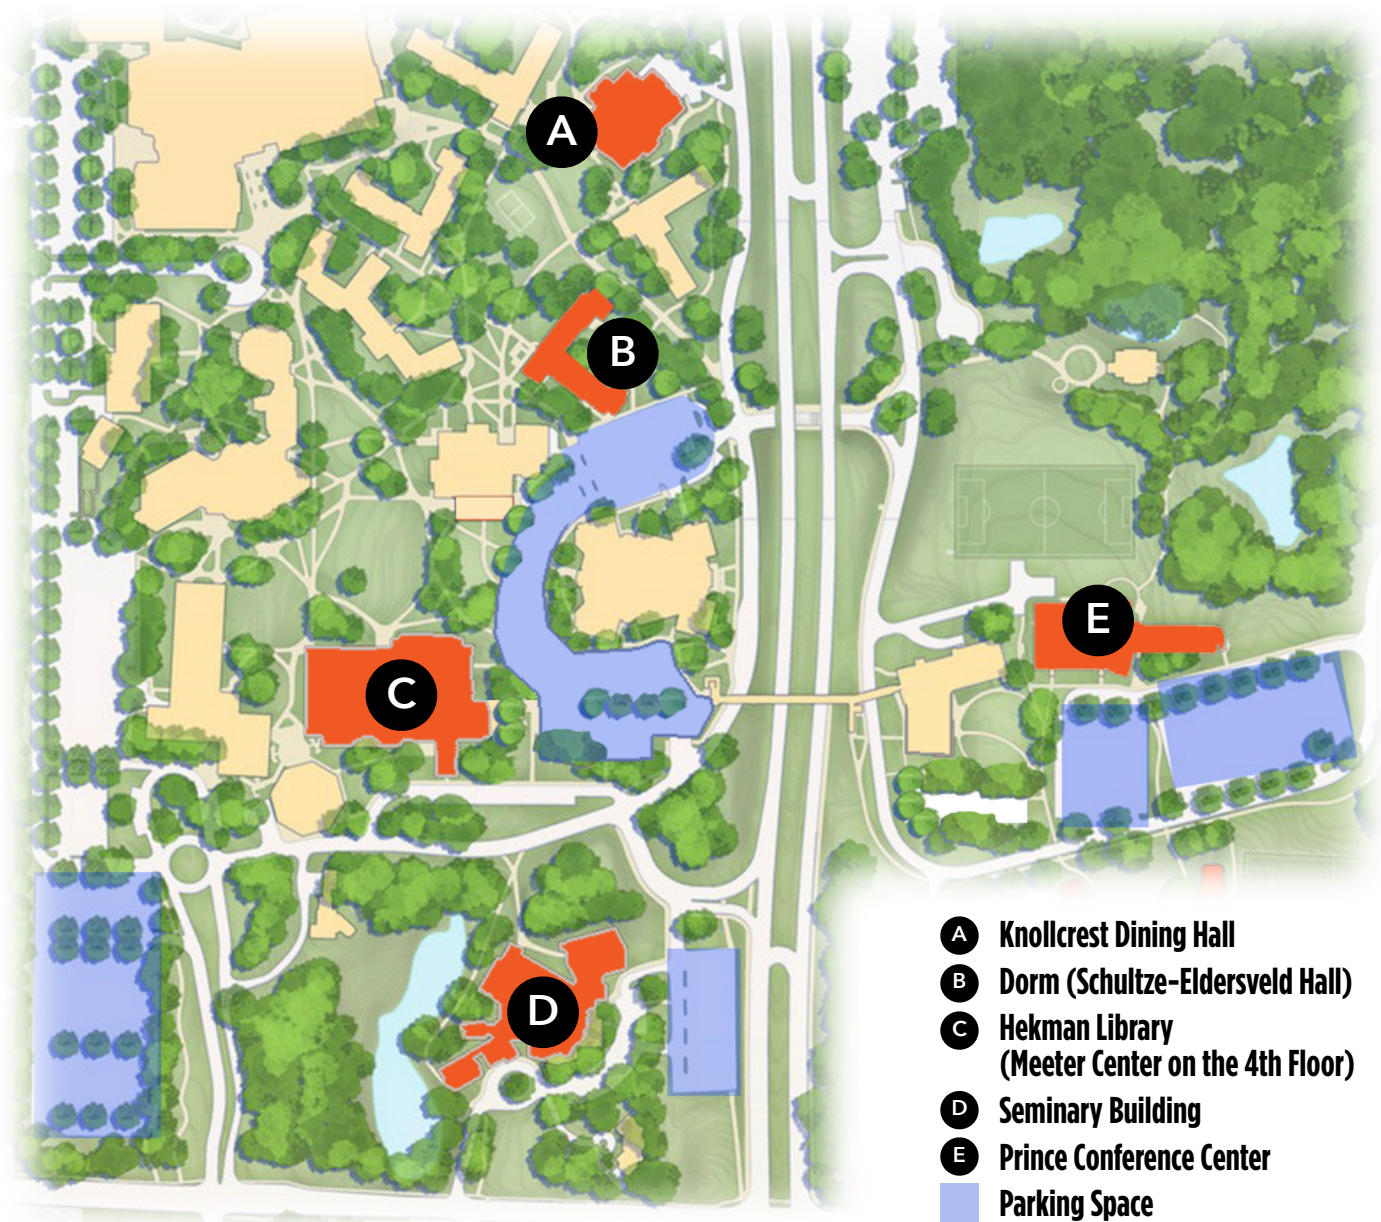 A
B
C
E
D
A Knollcrest Dining Hall
B Dorm (Schultze-Eldersveld Hall)
C Hekman Library
(Meeter Center on the 4th Floor)
D Seminary Building
E Prince Conference Center
Parking Space